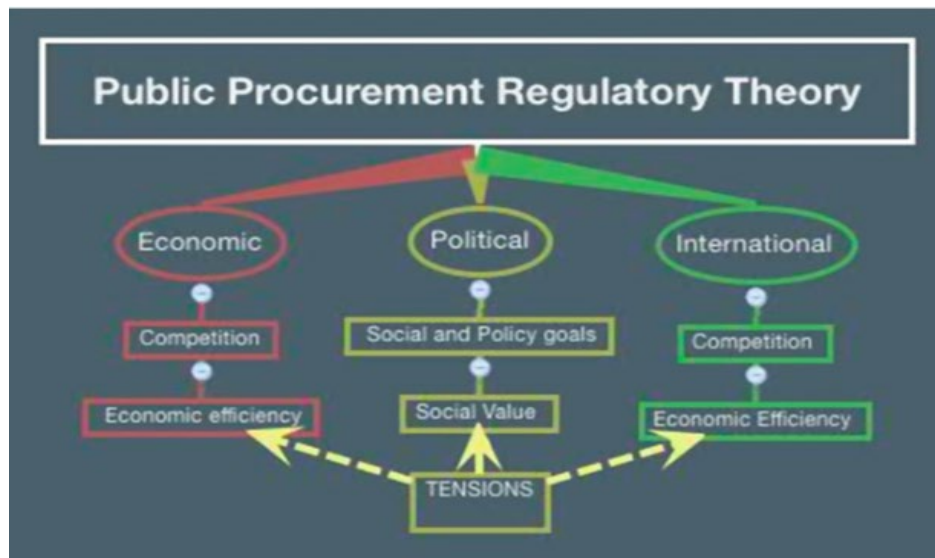 Public Procurement Regulatory Theory
Economic
Political
International
Competition
Social and Policy goals
Competition
Economic efficiency
Social Value
Economic Efficiency
TENSIONS